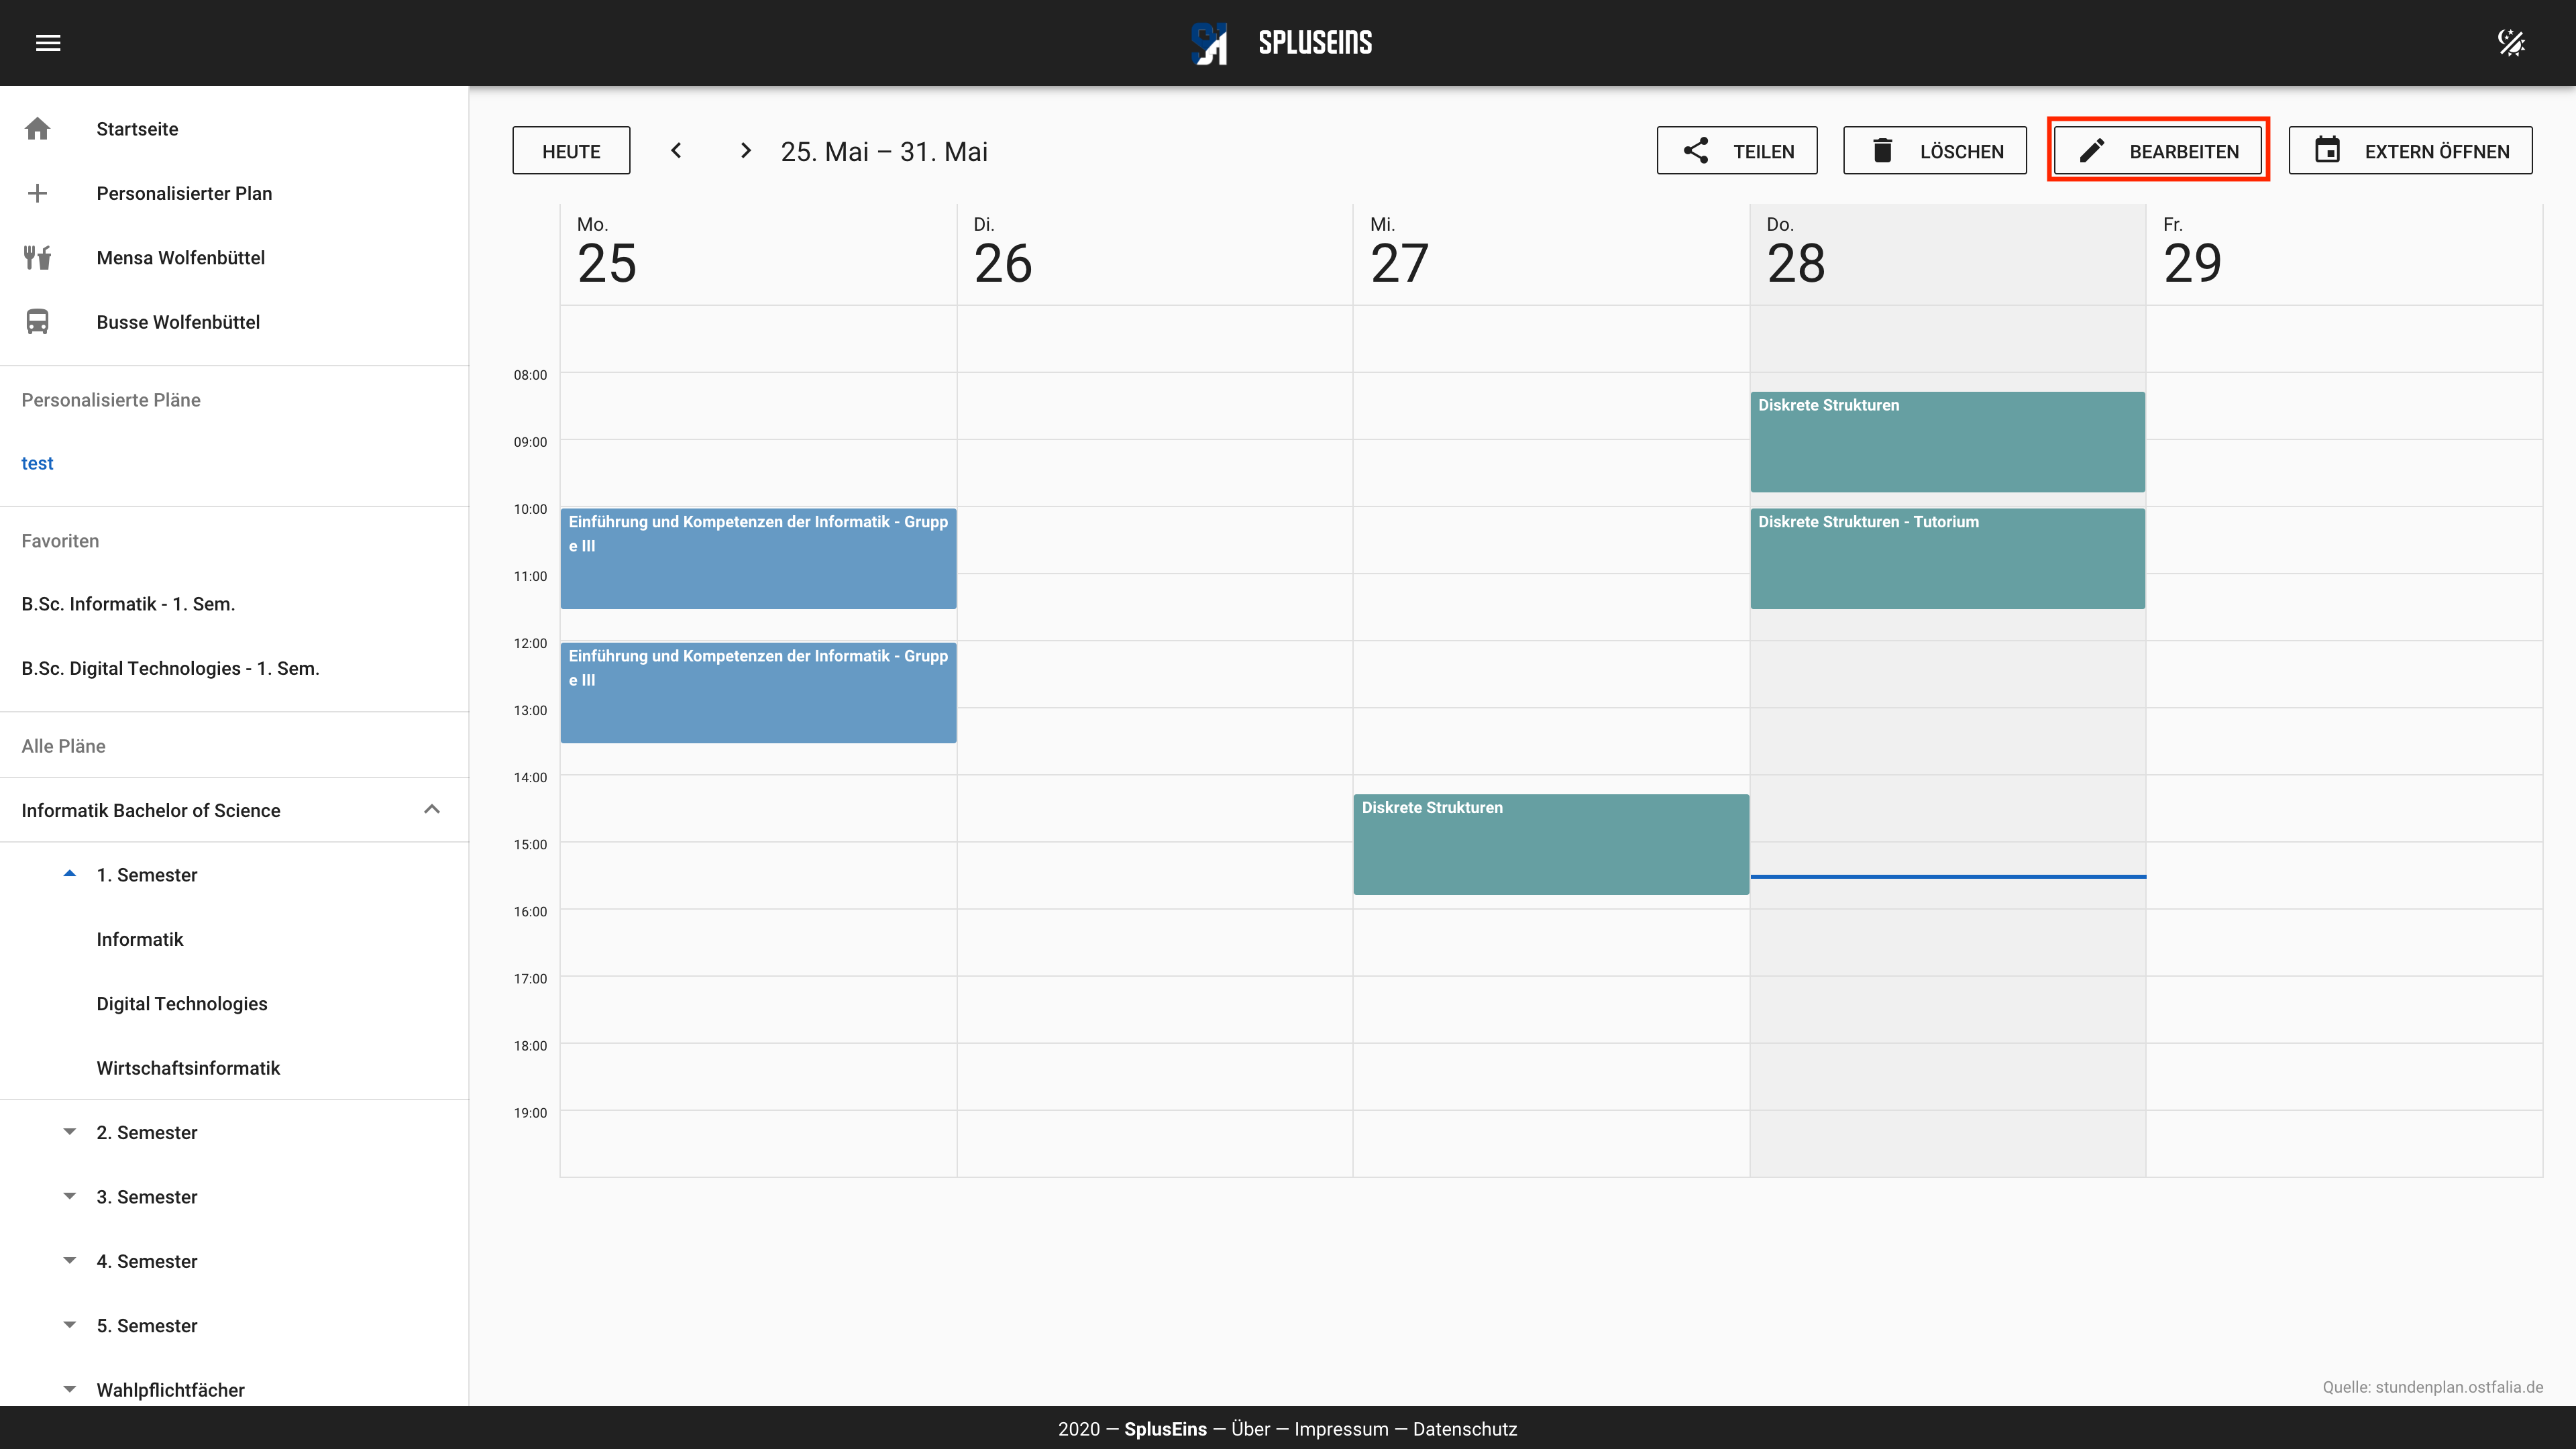 SPLUSEINS
Startseite
Personalisierter Plan
Mensa Wolfenbüttel
Busse Wolfenbüttel
Personalisierte Pläne
test
Favoriten
B.Sc. Informatik - 1. Sem.
B.Sc. Digital Technologies - 1. Sem.
Alle Pläne
Informatik Bachelor of Science
1. Semester
Informatik
Digital Technologies
Wirtschaftsinformatik
2. Semester
3. Semester
4. Semester
5. Semester
Wahlpflichtfächer
HEUTE
25. Mai – 31. Mai
TEILEN
LÖSCHEN
BEARBEITEN
EXTERN ÖFFNEN
Mo.
25
Di.
26
Mi.
27
Do.
28
Fr.
29
08:00
09:00
10:00
11:00
12:00
13:00
14:00
15:00
16:00
17:00
18:00
19:00
Einführung und Kompetenzen der Informatik - Grupp
e III
Einführung und Kompetenzen der Informatik - Grupp
e III
Diskrete Strukturen
Diskrete Strukturen
Diskrete Strukturen - Tutorium
Quelle: stundenplan.ostfalia.de
2020 — SplusEins — Über — Impressum — Datenschutz